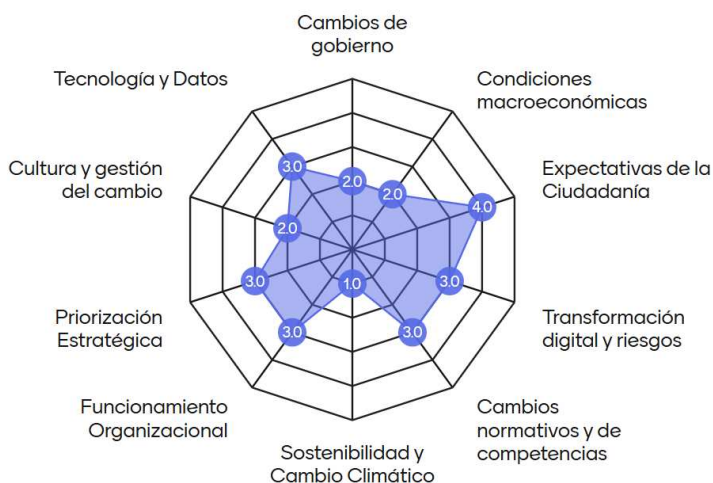 Cambios de
gobierno
Condiciones
macroeconómicas
Expectativas de la
Ciudadanía
Transformación
digital y riesgos
Cambios
normativos y de
competencias
Sostenibilidad y
Cambio Climático
Funcionamiento
Organizacional
Priorización
Estratégica
Cultura y gestión
del cambio
Tecnología y Datos
2.0
2.0
4.0
3.0
3.0
1.0
3.0
3.0
2.0
3.0